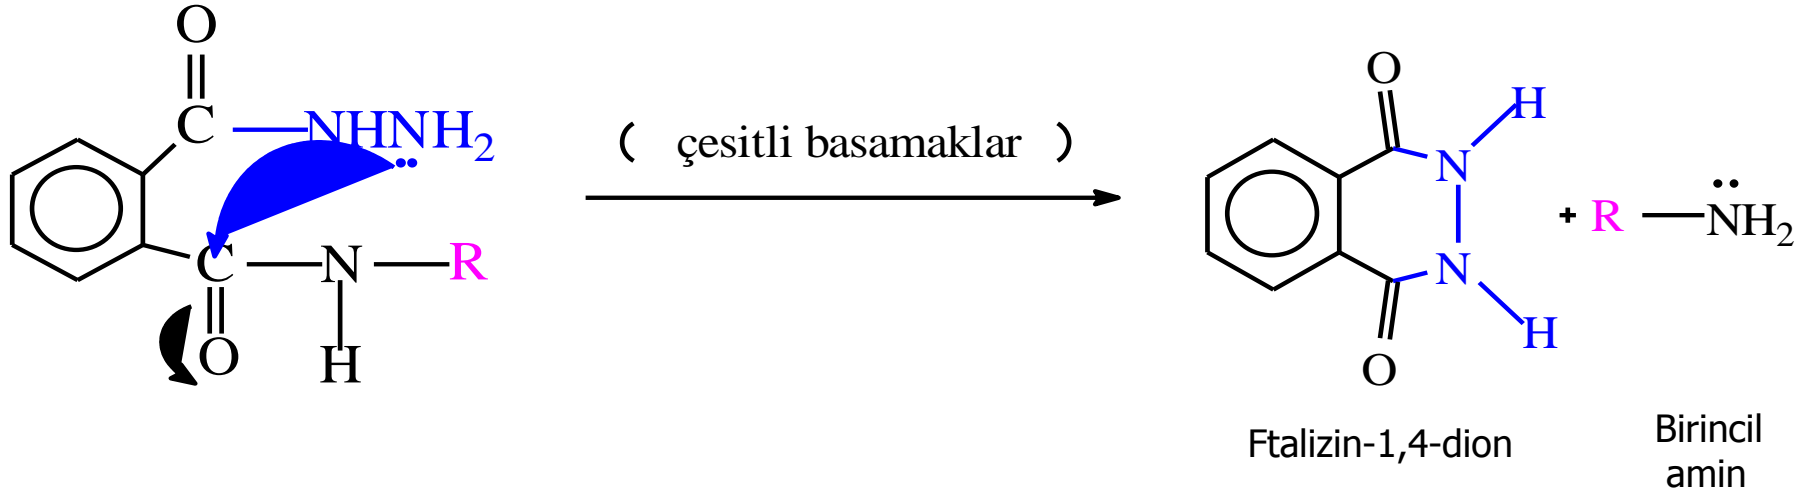 O
C NHNH2
C N R
O H
( çesitli basamaklar )
O
H
N
N
H
O
+ R NH2
Ftalizin-1,4-dion
Birincil
amin